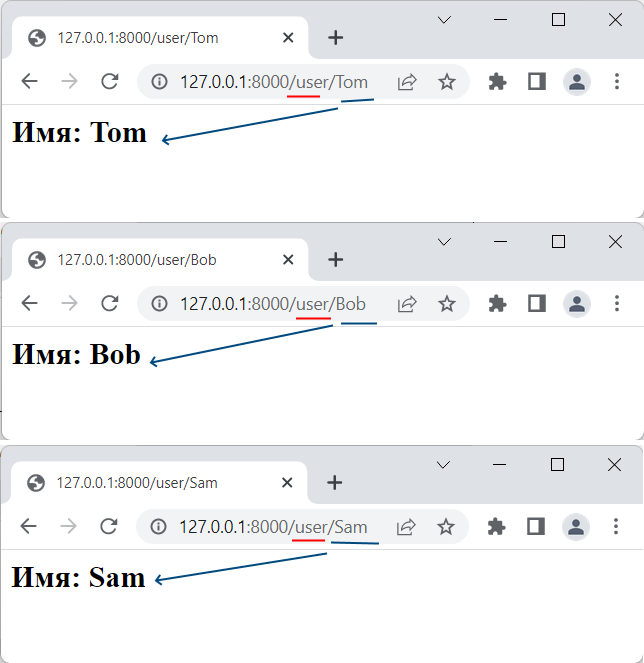 127.0.0.1:8000/user/Tom
127.0.0.1:8000/user/Tom
Имя: Tom
127.0.0.1:8000/user/Bob
127.0.0.1:8000/user/Bob
Имя: Bob
127.0.0.1:8000/user/Sam
127.0.0.1:8000/user/Sam
Имя: Sam